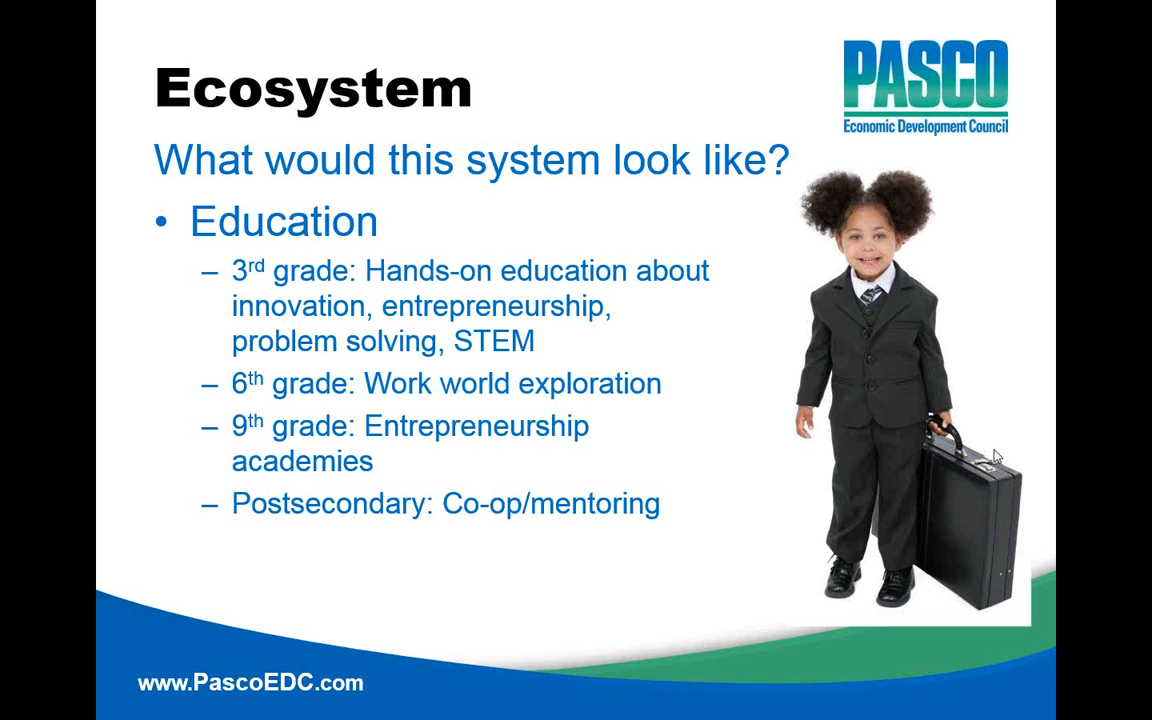 Ecosystem
PASCO
Economic Development Council
What would this system look like?
• Education
– 3rd grade: Hands-on education about
innovation, entrepreneurship,
problem solving, STEM
– 6th grade: Work world exploration
– 9th grade: Entrepreneurship
academies
– Postsecondary: Co-op/mentoring
www.PascoEDC.com